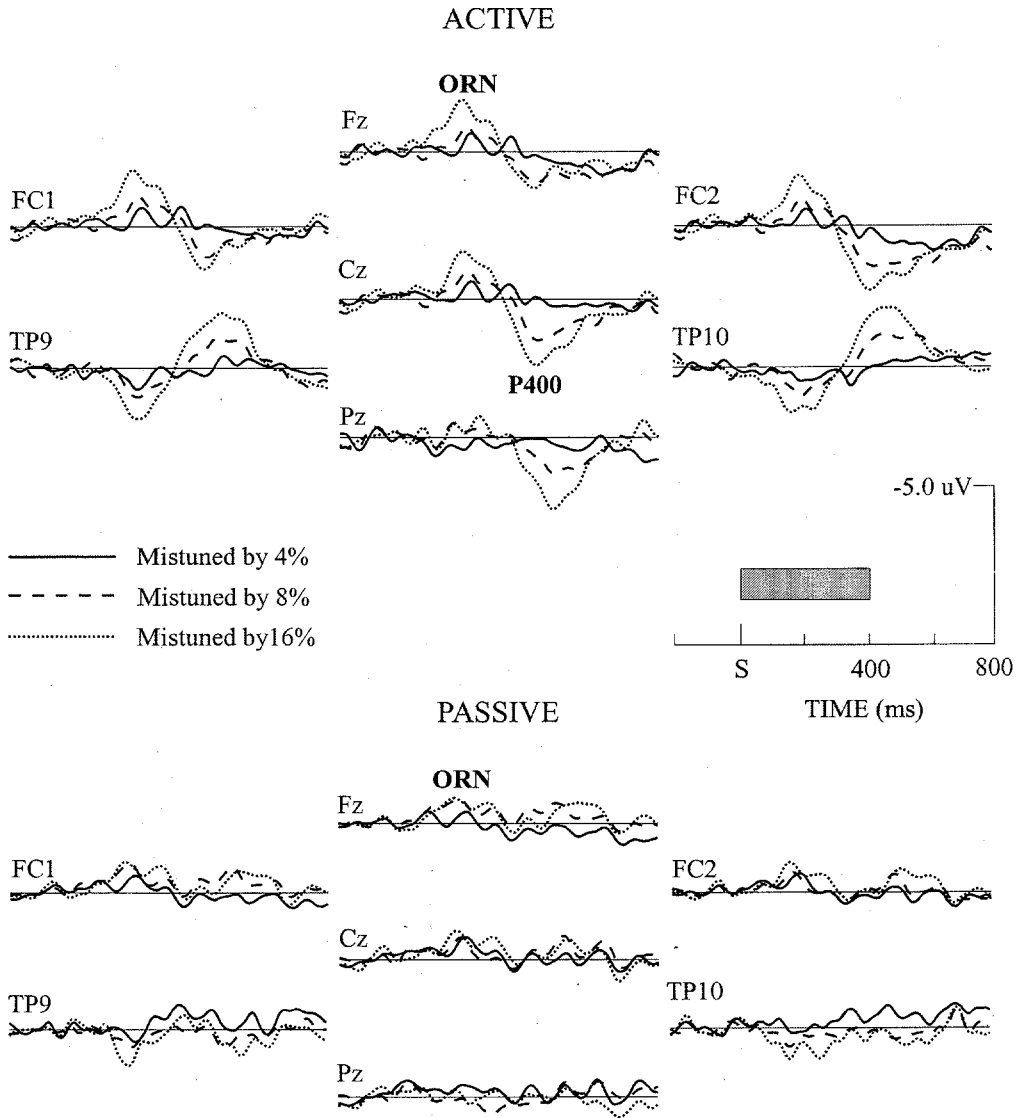 ACTIVE
ORN
Fz
FC1
FC2
Cz
TP9
TP10
P400
Pz
-5.0 uV
Mistuned by 4%
Mistuned by 8%
Mistuned by16%
S
400
800
TIME (ms)
PASSIVE
ORN
Fz
FC1
FC2
Cz
TP9
TP10
Pz